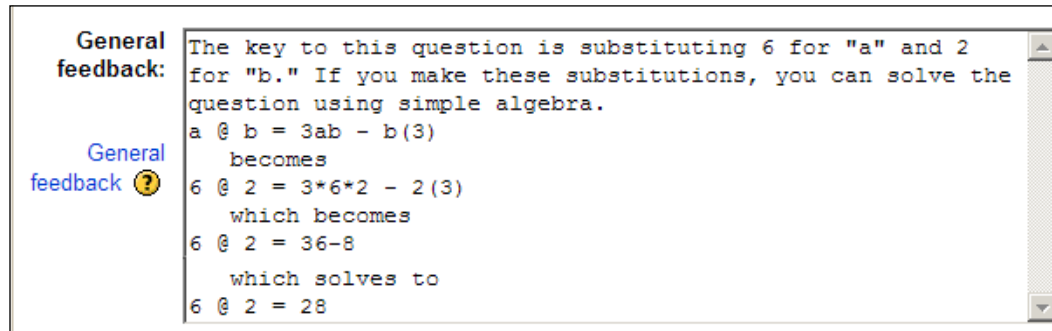 General
feedback:
The key to this question is substituting 6 for "a" and 2
for "b." If you make these substitutions, you can solve the
question using simple algebra.
a @ b = 3ab - b(3)
becomes
6 @ 2 = 3*6*2 - 2(3)
which becomes
6 @ 2 = 36-8
which solves to
6 @ 2 = 28
General
feedback ?